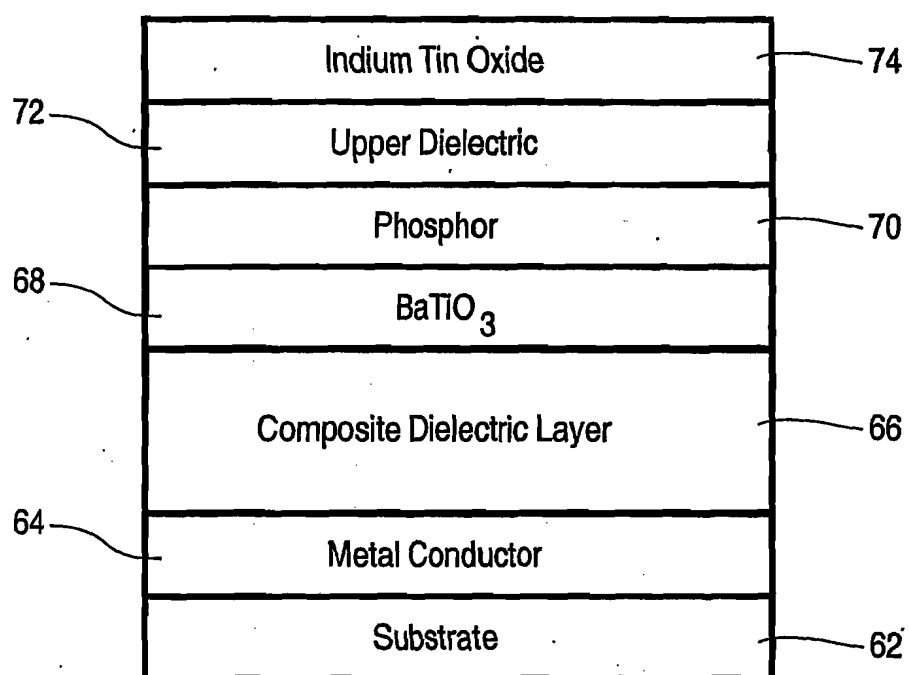 Indium Tin Oxide 74
72 Upper Dielectric
Phosphor 70
68 BaTiO3
Composite Dielectric Layer 66
64 Metal Conductor
Substrate 62